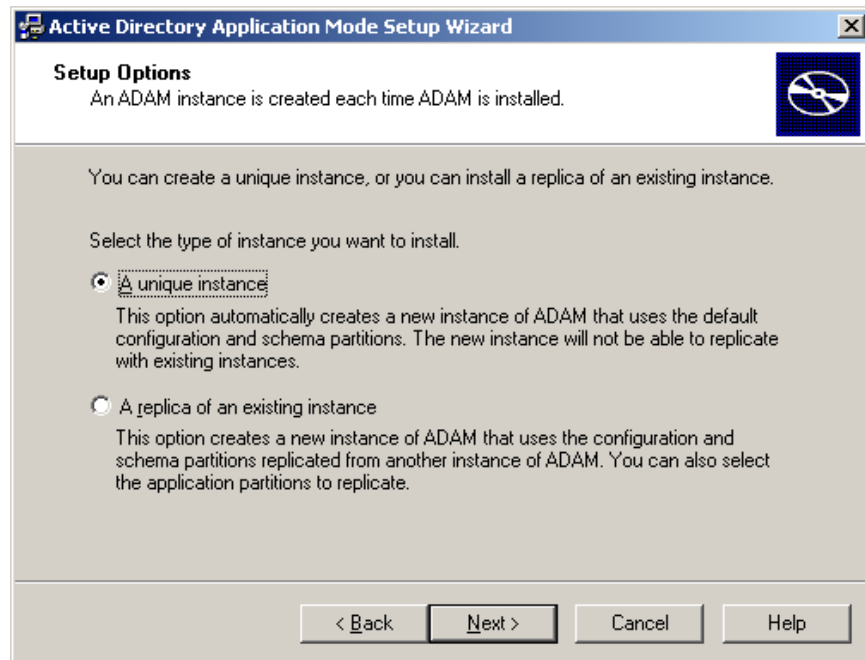 Active Directory Application Mode Setup Wizard
Setup Options
An ADAM instance is created each time ADAM is installed.
You can create a unique instance, or you can install a replica of an existing instance.
Select the type of instance you want to install.
A unique instance
This option automatically creates a new instance of ADAM that uses the default
configuration and schema partitions. The new instance will not be able to replicate
with existing instances.
A replica of an existing instance
This option creates a new instance of ADAM that uses the configuration and
schema partitions replicated from another instance of ADAM. You can also select
the application partitions to replicate.
< Back Next > Cancel Help